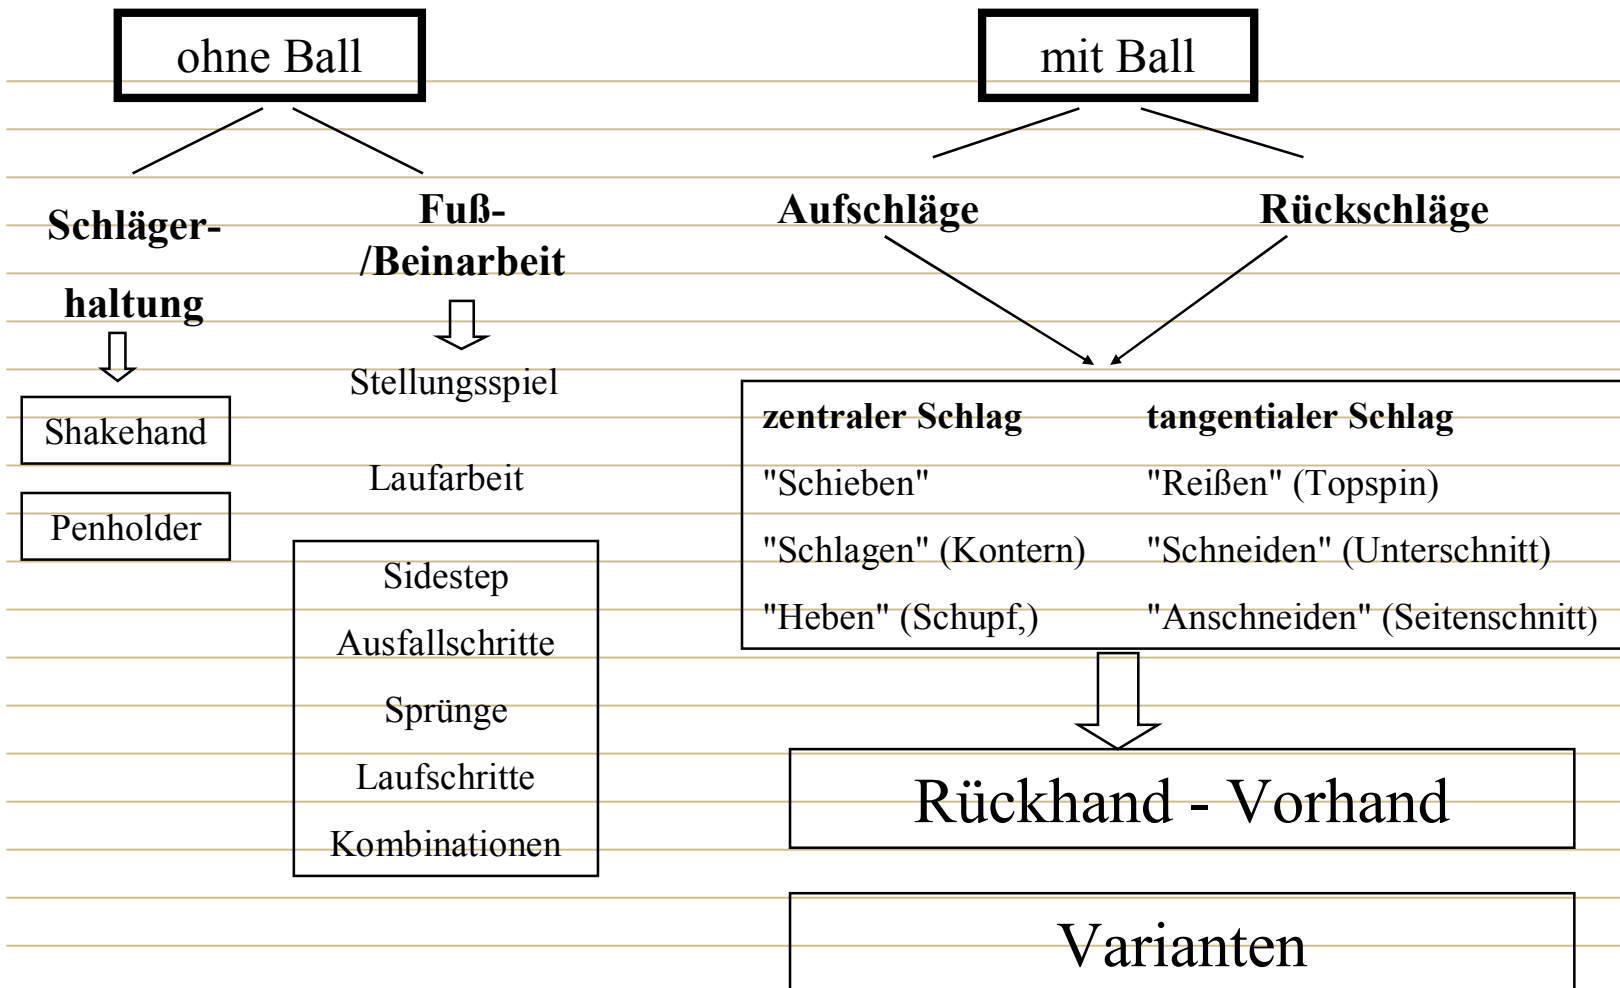 ohne Ball
mit Ball
Schläger-
haltung
Fuß-
/Beinarbeit
Aufschläge
Rückschläge
Shakehand
Penholder
Stellungsspiel
Laufarbeit
Sidestep
Ausfallschritte
Sprünge
Laufschritte
Kombinationen
zentraler Schlag
"Schieben"
"Schlagen" (Kontern)
"Heben" (Schupf,)
tangentialer Schlag
"Reißen" (Topspin)
"Schneiden" (Unterschnitt)
"Anschneiden" (Seitenschnitt)
Rückhand - Vorhand
Varianten